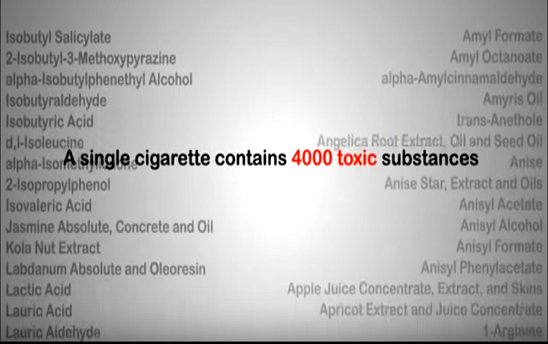 Isobutyl Salicylate
2-Isobutyl-3-Methoxypyrazine
alpha-Isobutylphenethyl Alcohol
Isobutyraldehyde
Isobutyric Acid
d,l-Isoleucine
2-Isopropylphenol
Isovaleric Acid
Jasmine Absolute, Concrete and Oil
Kola Nut Extract
Labdanum Absolute and Oleoresin
Lactic Acid
Lauric Acid
Lauric Aldehyde
A single cigarette contains 4000 toxic substances
Amyl Formate
Amyl Octanoate
alpha-Amylcinnamaldehyde
Amyris Oil
trans-Anethole
Angelica Root Extract, Oil and Seed Oil
Anise
Anise Star, Extract and Oils
Anisyl Acetate
Anisyl Alcohol
Anisyl Formate
Anisyl Phenylacetate
Apple Juice Concentrate, Extract, and Skins
Apricot Extract and Juice Concentrate